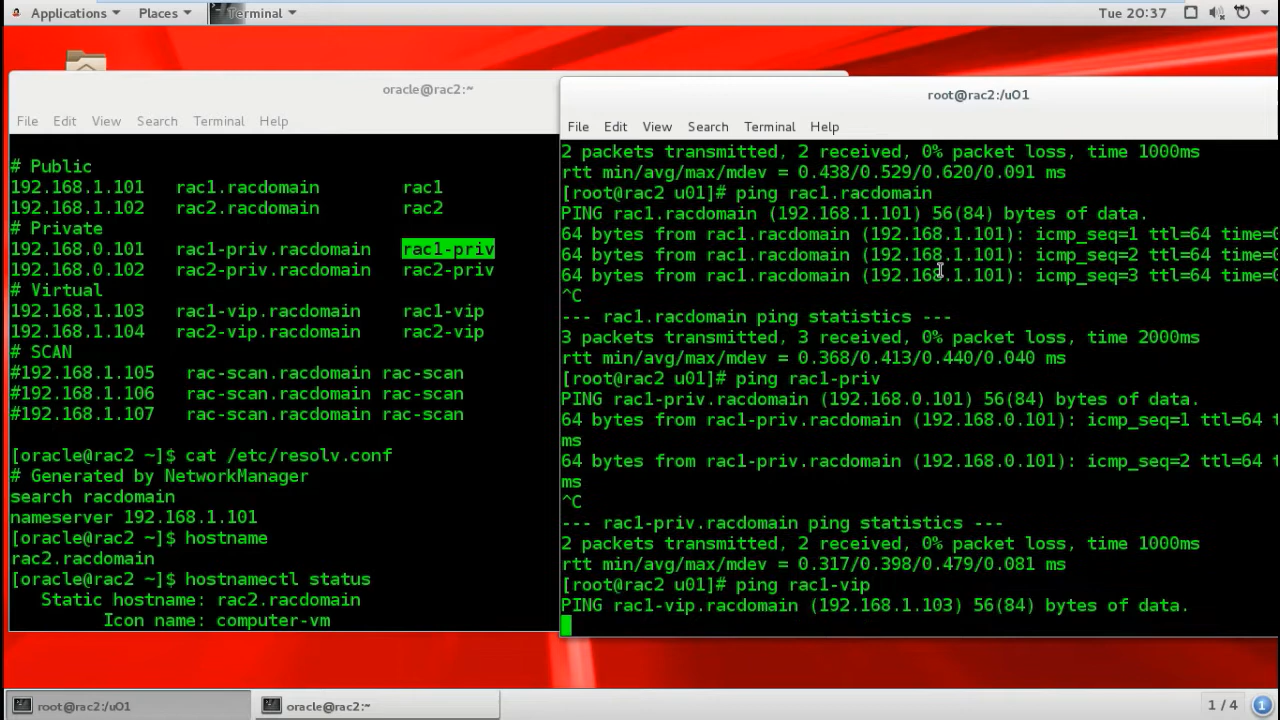 Applications Places Terminal Tue 20:37
oracle@rac2:~
File Edit View Search Terminal Help
# Public
192.168.1.101 rac1.racdomain rac1
192.168.1.102 rac2.racdomain rac2
# Private
192.168.0.101 rac1-priv.racdomain rac1-priv
192.168.0.102 rac2-priv.racdomain rac2-priv
# Virtual
192.168.1.103 rac1-vip.racdomain rac1-vip
192.168.1.104 rac2-vip.racdomain rac2-vip
# SCAN
#192.168.1.105 rac-scan.racdomain rac-scan
#192.168.1.106 rac-scan.racdomain rac-scan
#192.168.1.107 rac-scan.racdomain rac-scan
[oracle@rac2 ~]$ cat /etc/resolv.conf
# Generated by NetworkManager
search racdomain
nameserver 192.168.1.101
[oracle@rac2 ~]$ hostname
rac2.racdomain
[oracle@rac2 ~]$ hostnamectl status
Static hostname: rac2.racdomain
Icon name: computer-vm
root@rac2:/u01
File Edit View Search Terminal Help
2 packets transmitted, 2 received, 0% packet loss, time 1000ms
rtt min/avg/max/mdev = 0.438/0.529/0.620/0.091 ms
[root@rac2 u01]# ping rac1.racdomain
PING rac1.racdomain (192.168.1.101) 56(84) bytes of data.
64 bytes from rac1.racdomain (192.168.1.101): icmp_seq=1 ttl=64 time=0
64 bytes from rac1.racdomain (192.168.1.101): icmp_seq=2 ttl=64 time=0
64 bytes from rac1.racdomain (192.168.1.101): icmp_seq=3 ttl=64 time=0
^C
--- rac1.racdomain ping statistics ---
3 packets transmitted, 3 received, 0% packet loss, time 2000ms
rtt min/avg/max/mdev = 0.368/0.413/0.440/0.040 ms
[root@rac2 u01]# ping rac1-priv
PING rac1-priv.racdomain (192.168.0.101) 56(84) bytes of data.
64 bytes from rac1-priv.racdomain (192.168.0.101): icmp_seq=1 ttl=64 t
ms
64 bytes from rac1-priv.racdomain (192.168.0.101): icmp_seq=2 ttl=64 t
ms
^C
--- rac1-priv.racdomain ping statistics ---
2 packets transmitted, 2 received, 0% packet loss, time 1000ms
rtt min/avg/max/mdev = 0.317/0.398/0.479/0.081 ms
[root@rac2 u01]# ping rac1-vip
PING rac1-vip.racdomain (192.168.1.103) 56(84) bytes of data.
root@rac2:/u01 oracle@rac2:~ 1 / 4 1